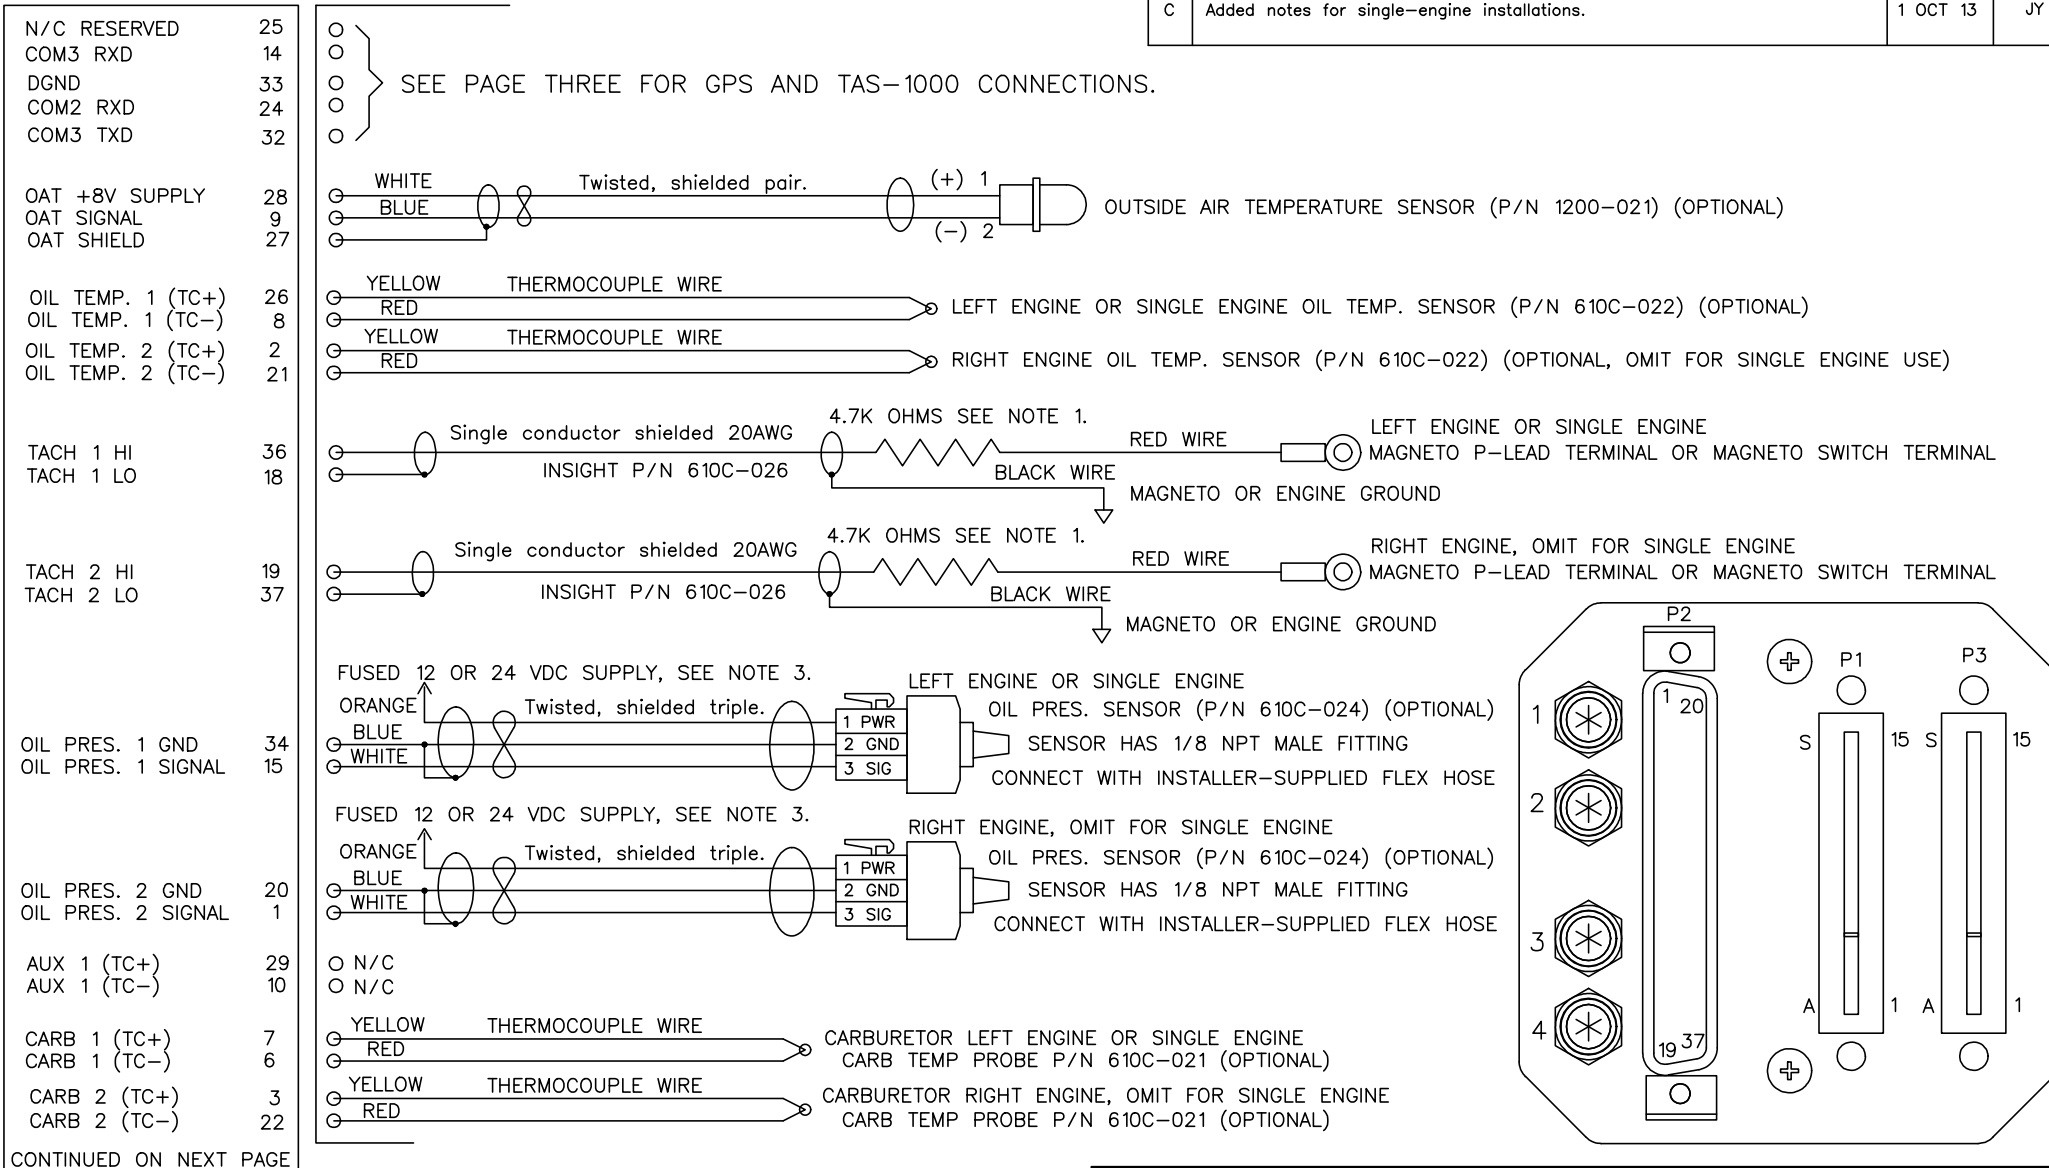 C Added notes for single-engine installations. 1 OCT 13 JY
N/C RESERVED 25
COM3 RXD 14
DGND 33
COM2 RXD 24
COM3 TXD 32
SEE PAGE THREE FOR GPS AND TAS-1000 CONNECTIONS.
OAT +8V SUPPLY 28
OAT SIGNAL 9
OAT SHIELD 27
WHITE
BLUE
Twisted, shielded pair.
(+) 1
(-) 2
OUTSIDE AIR TEMPERATURE SENSOR (P/N 1200-021) (OPTIONAL)
OIL TEMP. 1 (TC+) 26
OIL TEMP. 1 (TC-) 8
YELLOW THERMOCOUPLE WIRE
RED
LEFT ENGINE OR SINGLE ENGINE OIL TEMP. SENSOR (P/N 610C-022) (OPTIONAL)
OIL TEMP. 2 (TC+) 2
OIL TEMP. 2 (TC-) 21
YELLOW THERMOCOUPLE WIRE
RED
RIGHT ENGINE OIL TEMP. SENSOR (P/N 610C-022) (OPTIONAL, OMIT FOR SINGLE ENGINE USE)
TACH 1 HI 36
TACH 1 LO 18
Single conductor shielded 20AWG
INSIGHT P/N 610C-026
4.7K OHMS SEE NOTE 1.
RED WIRE
BLACK WIRE
LEFT ENGINE OR SINGLE ENGINE
MAGNETO P-LEAD TERMINAL OR MAGNETO SWITCH TERMINAL
MAGNETO OR ENGINE GROUND
TACH 2 HI 19
TACH 2 LO 37
Single conductor shielded 20AWG
INSIGHT P/N 610C-026
4.7K OHMS SEE NOTE 1.
RED WIRE
BLACK WIRE
RIGHT ENGINE, OMIT FOR SINGLE ENGINE
MAGNETO P-LEAD TERMINAL OR MAGNETO SWITCH TERMINAL
MAGNETO OR ENGINE GROUND
FUSED 12 OR 24 VDC SUPPLY, SEE NOTE 3.
OIL PRES. 1 GND 34
OIL PRES. 1 SIGNAL 15
ORANGE
BLUE
WHITE
Twisted, shielded triple.
1 PWR
2 GND
3 SIG
LEFT ENGINE OR SINGLE ENGINE
OIL PRES. SENSOR (P/N 610C-024) (OPTIONAL)
SENSOR HAS 1/8 NPT MALE FITTING
CONNECT WITH INSTALLER-SUPPLIED FLEX HOSE
FUSED 12 OR 24 VDC SUPPLY, SEE NOTE 3.
OIL PRES. 2 GND 20
OIL PRES. 2 SIGNAL 1
ORANGE
BLUE
WHITE
Twisted, shielded triple.
1 PWR
2 GND
3 SIG
RIGHT ENGINE, OMIT FOR SINGLE ENGINE
OIL PRES. SENSOR (P/N 610C-024) (OPTIONAL)
SENSOR HAS 1/8 NPT MALE FITTING
CONNECT WITH INSTALLER-SUPPLIED FLEX HOSE
AUX 1 (TC+) 29
AUX 1 (TC-) 10
N/C
N/C
CARB 1 (TC+) 7
CARB 1 (TC-) 6
YELLOW THERMOCOUPLE WIRE
RED
CARBURETOR LEFT ENGINE OR SINGLE ENGINE
CARB TEMP PROBE P/N 610C-021 (OPTIONAL)
CARB 2 (TC+) 3
CARB 2 (TC-) 22
YELLOW THERMOCOUPLE WIRE
RED
CARBURETOR RIGHT ENGINE, OMIT FOR SINGLE ENGINE
CARB TEMP PROBE P/N 610C-021 (OPTIONAL)
CONTINUED ON NEXT PAGE
P2
P1
P3
1
2
3
4
1 20
19 37
S 15
A 1
S 15
A 1